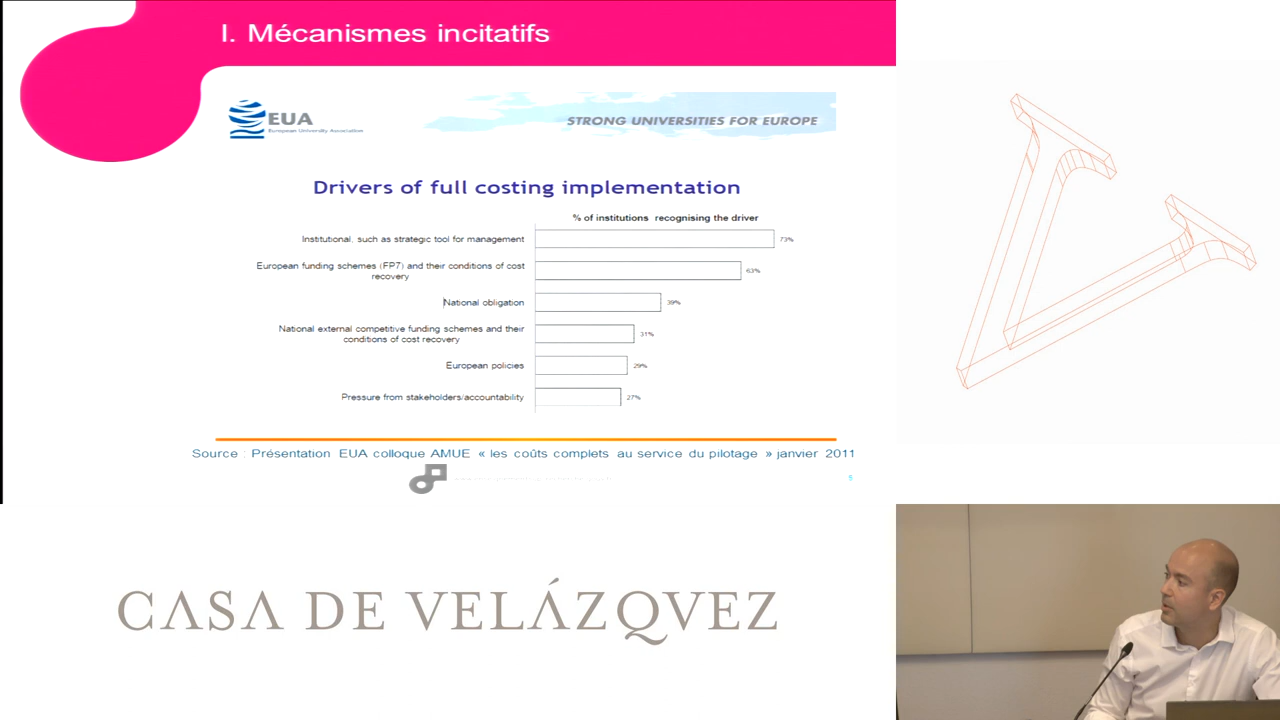 I. Mécanismes incitatifs
EUA
European University Association
STRONG UNIVERSITIES FOR EUROPE
Drivers of full costing implementation
% of institutions recognising the driver
Institutional, such as strategic tool for management
73%
European funding schemes (FP7) and their conditions of cost
recovery
63%
National obligation
39%
National external competitive funding schemes and their
conditions of cost recovery
31%
European policies
29%
Pressure from stakeholders/accountability
27%
Source : Présentation EUA colloque AMUE « les coûts complets au service du pilotage » janvier 2011
CASA DE VELÁZQVEZ